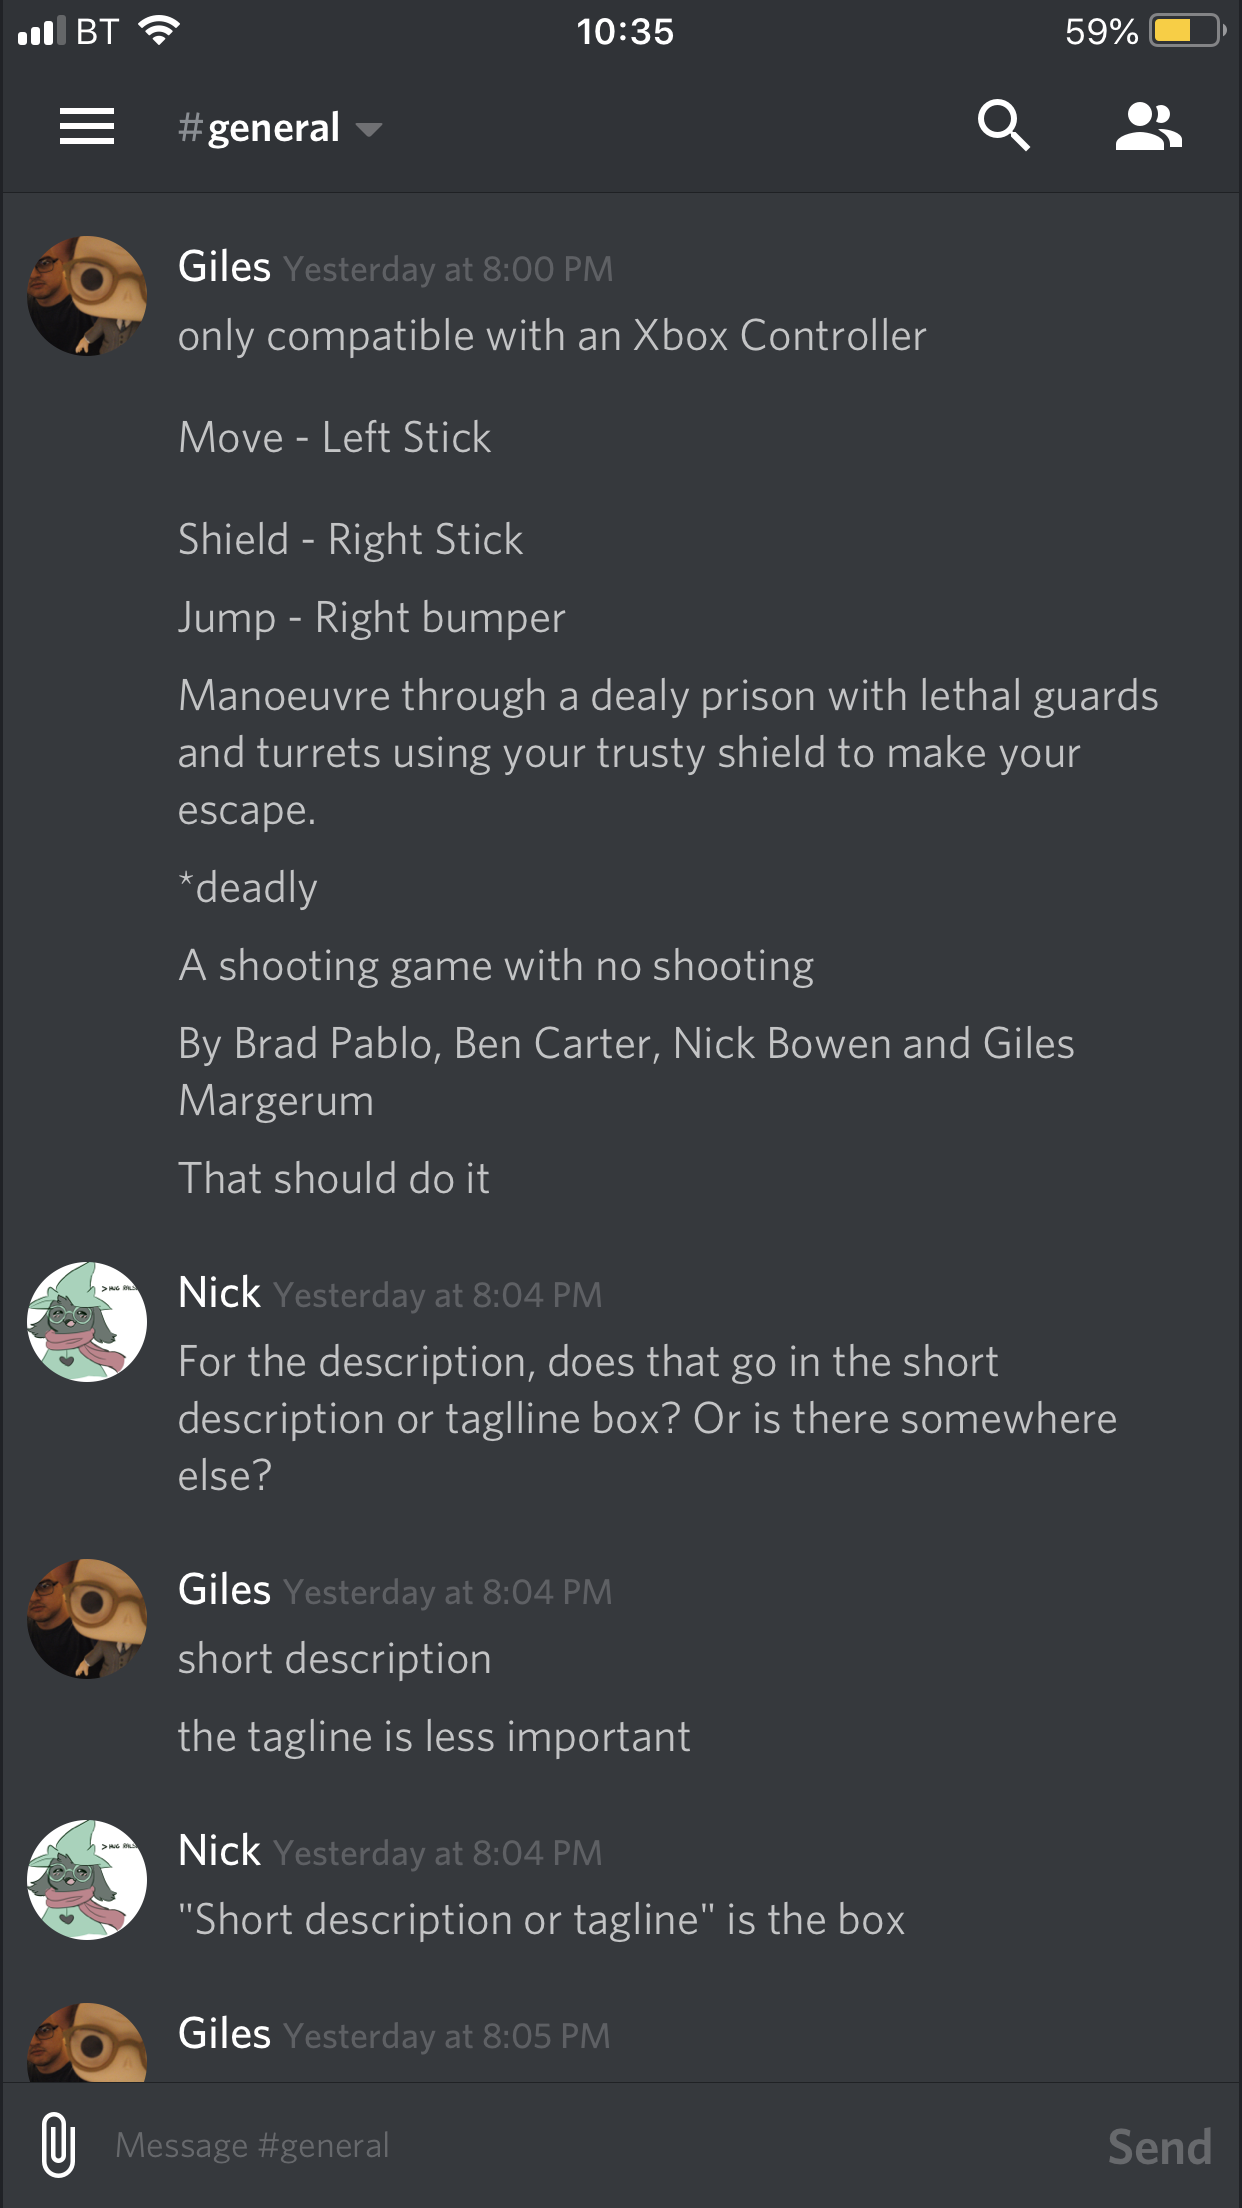 BT 10:35 59%
#general
Giles Yesterday at 8:00 PM
only compatible with an Xbox Controller
Move - Left Stick
Shield - Right Stick
Jump - Right bumper
Manoeuvre through a dealy prison with lethal guards
and turrets using your trusty shield to make your
escape.
*deadly
A shooting game with no shooting
By Brad Pablo, Ben Carter, Nick Bowen and Giles
Margerum
That should do it
> HUG
Nick Yesterday at 8:04 PM
For the description, does that go in the short
description or taglline box? Or is there somewhere
else?
Giles Yesterday at 8:04 PM
short description
the tagline is less important
> HUG
Nick Yesterday at 8:04 PM
"Short description or tagline" is the box
Giles Yesterday at 8:05 PM
Message #general Send